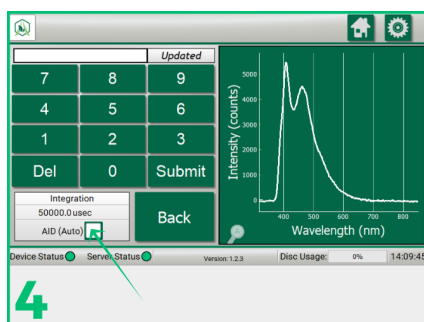 Updated
7 8 9
4 5 6
1 2 3
Del 0 Submit
Integration
50000.0 usec
AID (Auto)
Back
Intensity (counts)
5000
4000
3000
2000
1000
0
400 500 600 700 800
Wavelength (nm)
Device Status Server Status Version: 1.2.3 Disc Usage: 0% 14:09:45
4